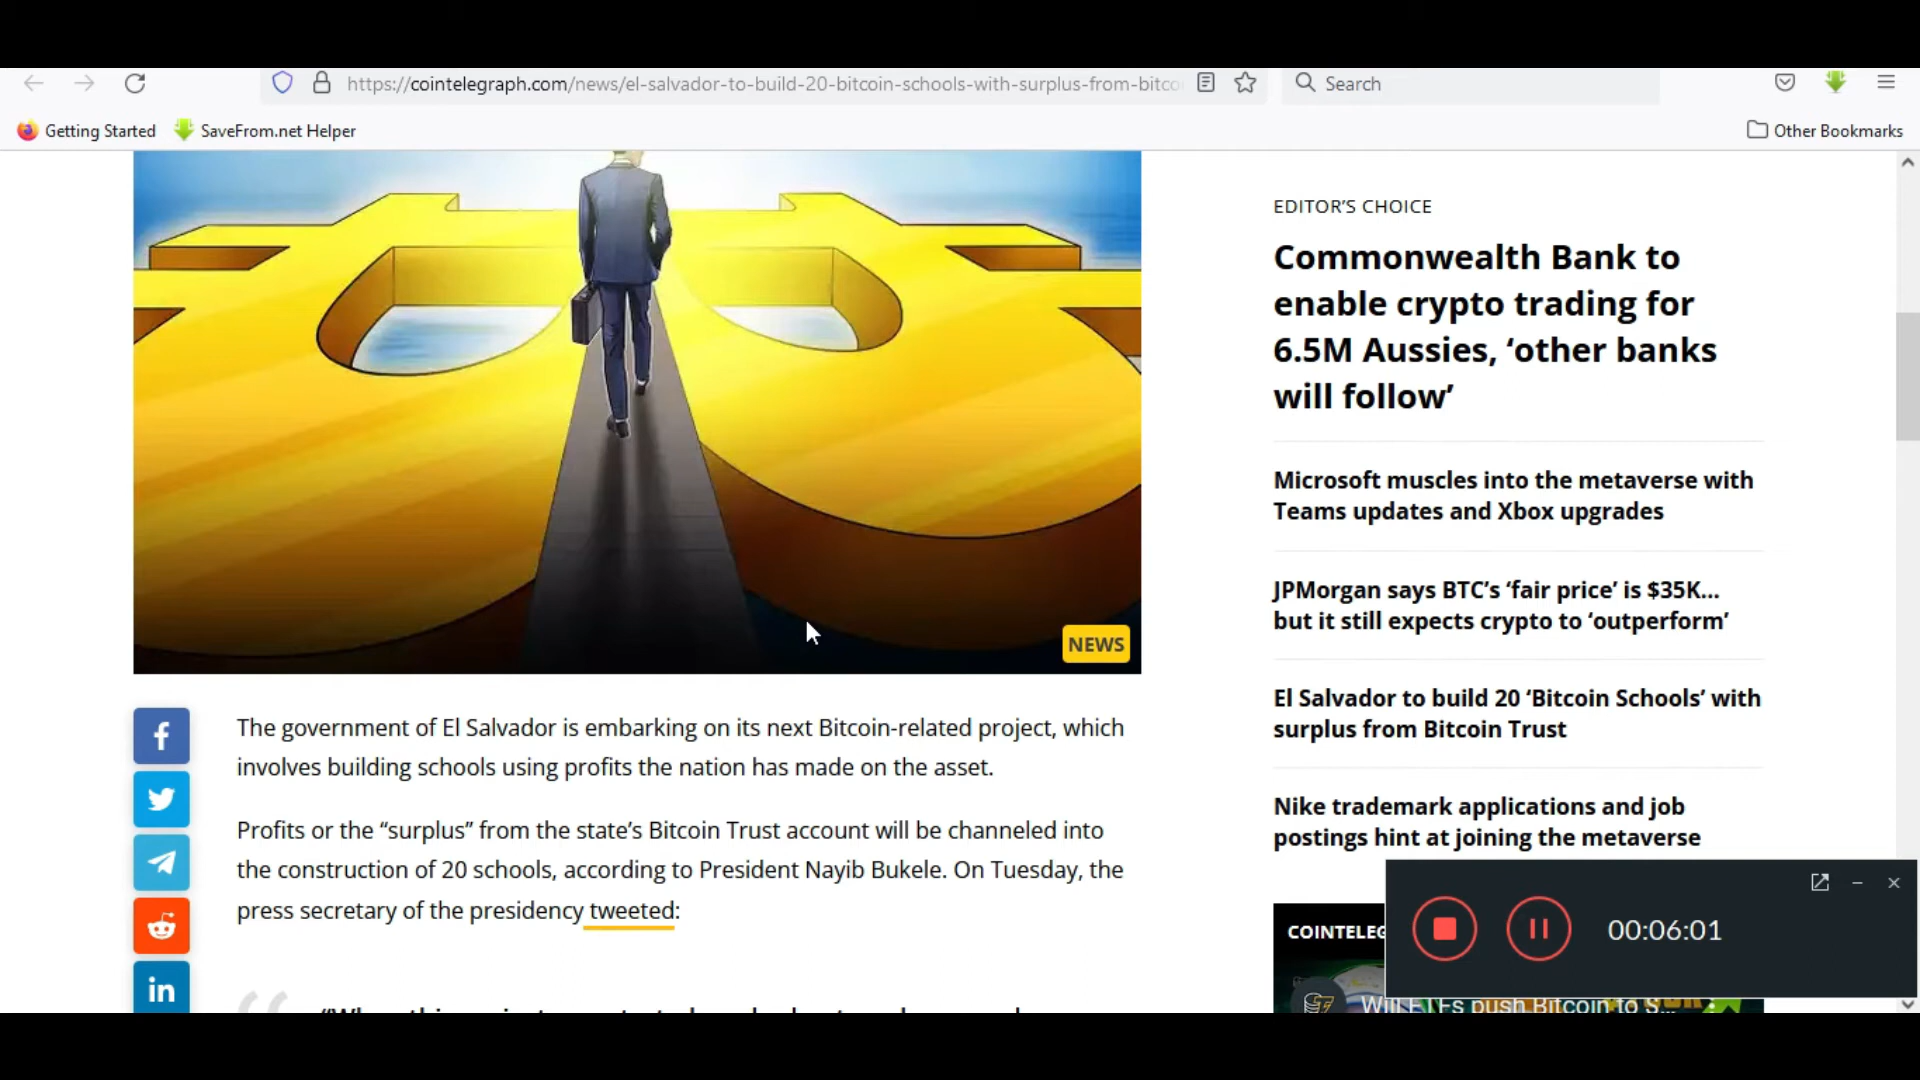 https://cointelegraph.com/news/el-salvador-to-build-20-bitcoin-schools-with-surplus-from-bitco
Search
Getting Started
SaveFrom.net Helper
Other Bookmarks
NEWS
The government of El Salvador is embarking on its next Bitcoin-related project, which
involves building schools using profits the nation has made on the asset.
Profits or the “surplus” from the state’s Bitcoin Trust account will be channeled into
the construction of 20 schools, according to President Nayib Bukele. On Tuesday, the
press secretary of the presidency tweeted:
EDITOR’S CHOICE
Commonwealth Bank to
enable crypto trading for
6.5M Aussies, ‘other banks
will follow’
Microsoft muscles into the metaverse with
Teams updates and Xbox upgrades
JPMorgan says BTC’s ‘fair price’ is $35K...
but it still expects crypto to ‘outperform’
El Salvador to build 20 ‘Bitcoin Schools’ with
surplus from Bitcoin Trust
Nike trademark applications and job
postings hint at joining the metaverse
COINTELEG
Will ETFs push Bitcoin to S...
00:06:01